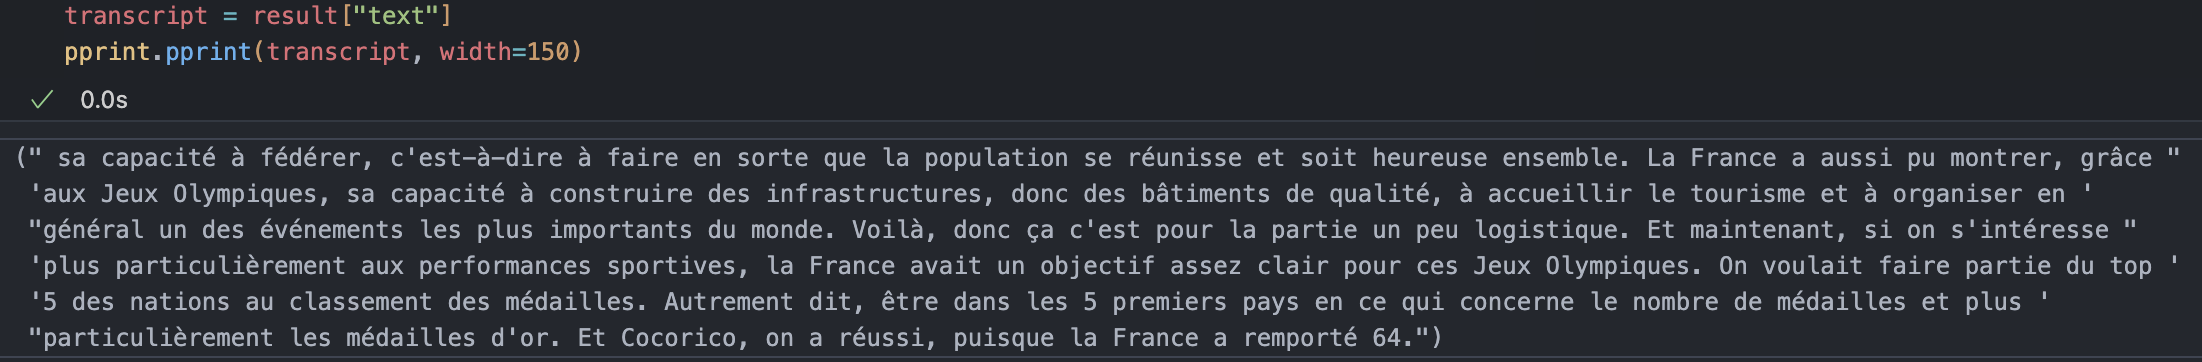 transcript = result["text"]
pprint.pprint(transcript, width=150)
✓ 0.0s
(" sa capacité à fédérer, c'est-à-dire à faire en sorte que la population se réunisse et soit heureuse ensemble. La France a aussi pu montrer, grâce "
'aux Jeux Olympiques, sa capacité à construire des infrastructures, donc des bâtiments de qualité, à accueillir le tourisme et à organiser en '
"général un des événements les plus importants du monde. Voilà, donc ça c'est pour la partie un peu logistique. Et maintenant, si on s'intéresse "
'plus particulièrement aux performances sportives, la France avait un objectif assez clair pour ces Jeux Olympiques. On voulait faire partie du top '
'5 des nations au classement des médailles. Autrement dit, être dans les 5 premiers pays en ce qui concerne le nombre de médailles et plus '
"particulièrement les médailles d'or. Et Cocorico, on a réussi, puisque la France a remporté 64.")